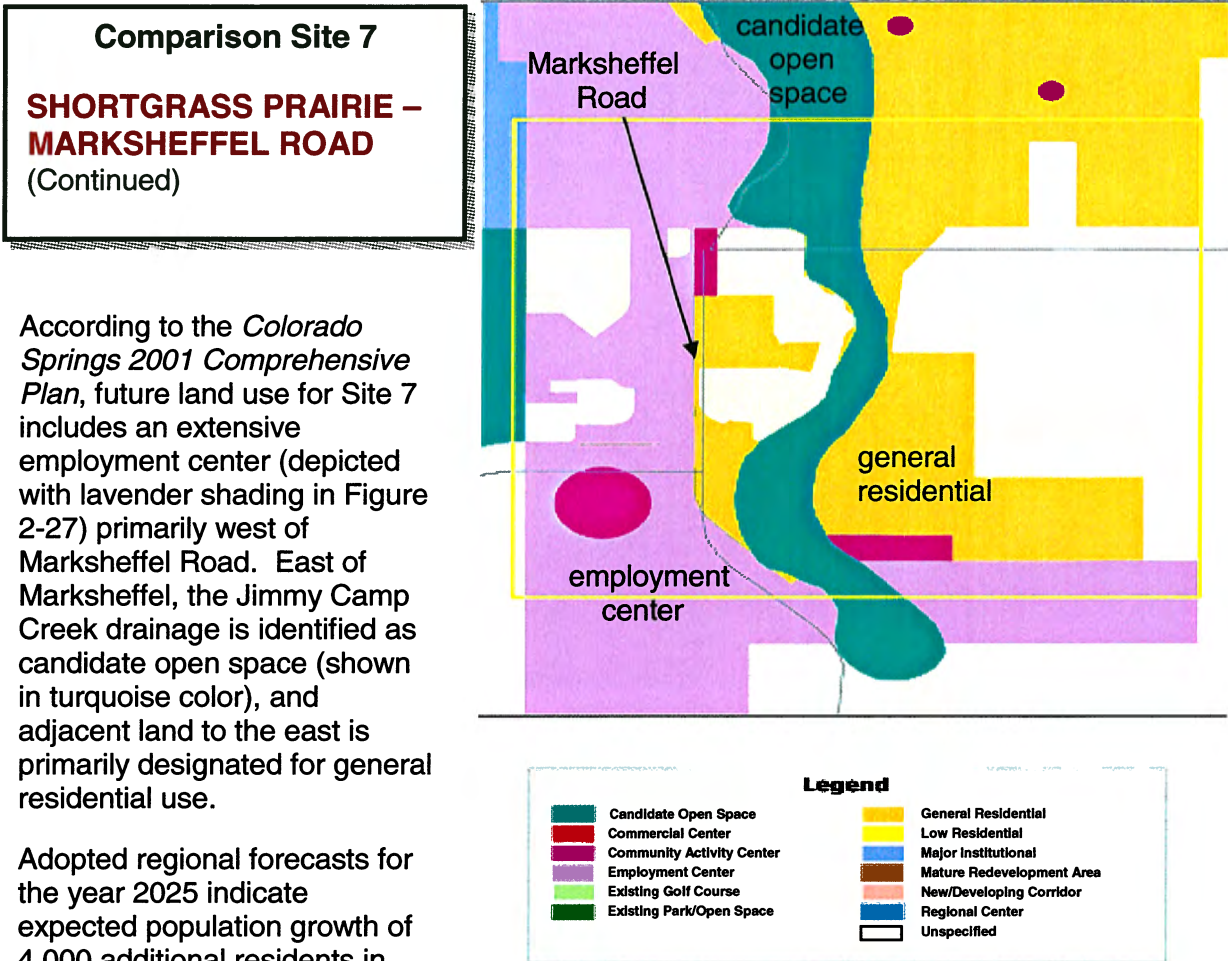 Comparison Site 7
SHORTGRASS PRAIRIE –
MARKSHEFFEL ROAD
(Continued)
According to the Colorado
Springs 2001 Comprehensive
Plan, future land use for Site 7
includes an extensive
employment center (depicted
with lavender shading in Figure
2-27) primarily west of
Marksheffel Road. East of
Marksheffel, the Jimmy Camp
Creek drainage is identified as
candidate open space (shown
in turquoise color), and
adjacent land to the east is
primarily designated for general
residential use.
Adopted regional forecasts for
the year 2025 indicate
expected population growth of
4,000 additional residents in
Marksheffel
Road
candidate
open
space
general
residential
employment
center
Legend
Candidate Open Space
Commercial Center
Community Activity Center
Employment Center
Existing Golf Course
Existing Park/Open Space
General Residential
Low Residential
Major Institutional
Mature Redevelopment Area
New/Developing Corridor
Regional Center
Unspecified